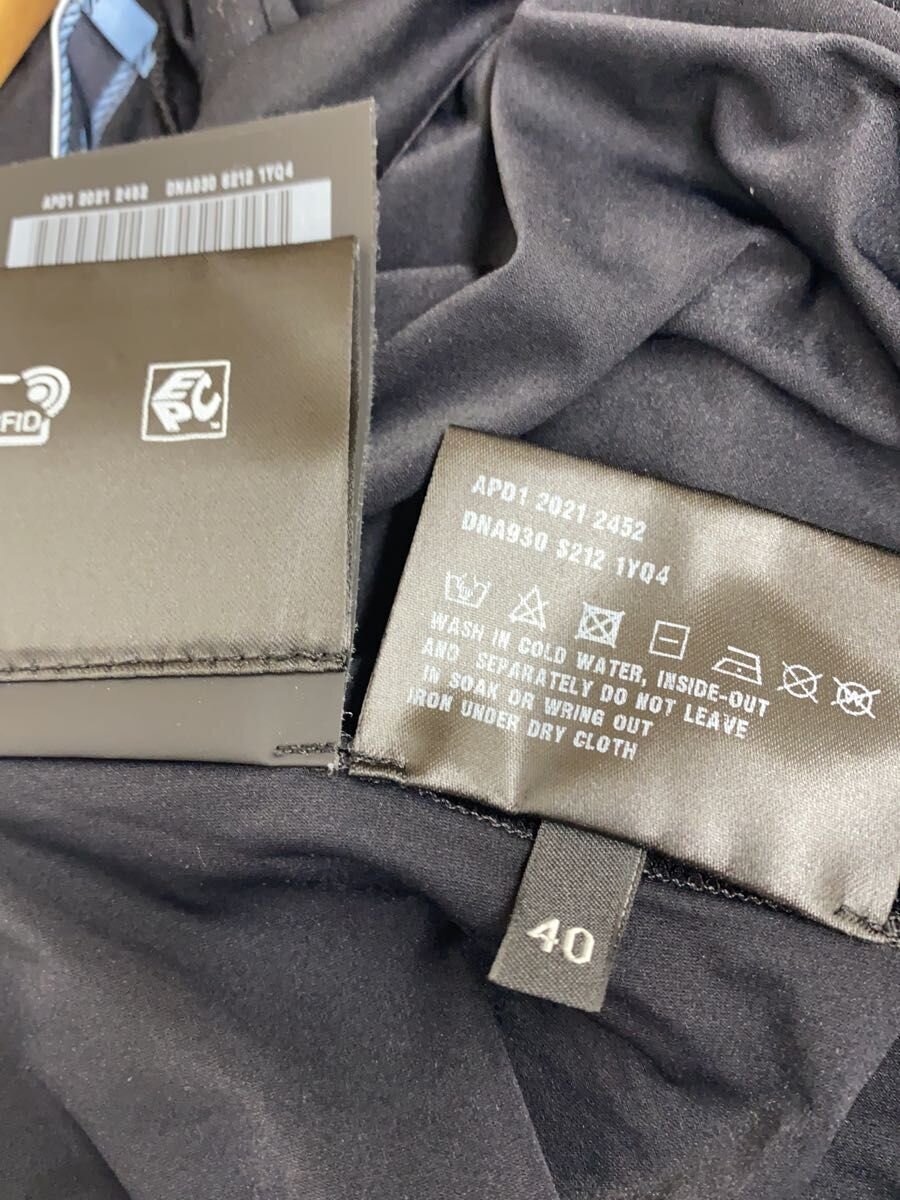 APD1 2021 2452 DNA930 S212 1YQ4
FID
EPC
TM
APD1 2021 2452
DNA930 S212 1YQ4
WASH IN COLD WATER, INSIDE-OUT
AND SEPARATELY DO NOT LEAVE
IN SOAK OR WRING OUT
IRON UNDER DRY CLOTH
40